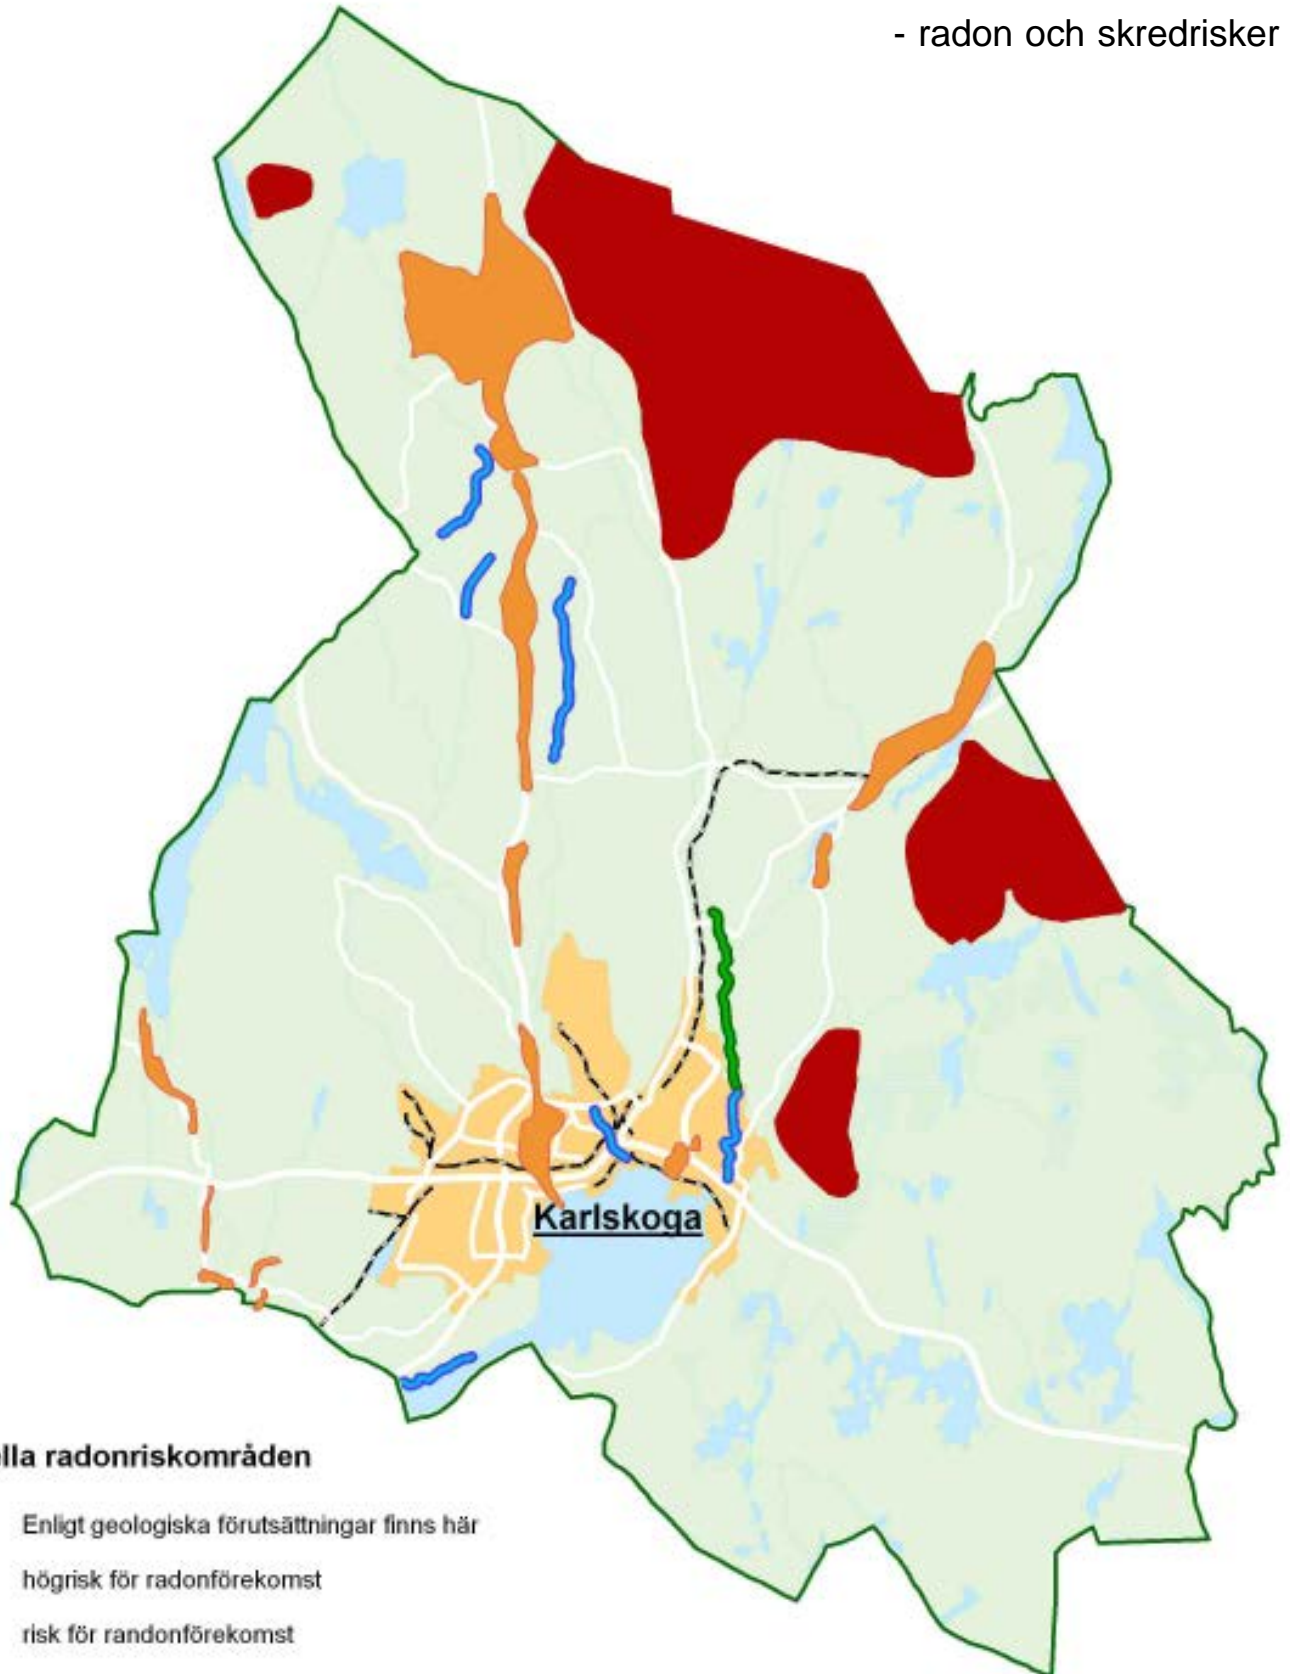 - radon och skredrisker
Karlskoga
lla radonriskområden
Enligt geologiska förutsättningar finns här
högrisk för radonförekomst
risk för randonförekomst